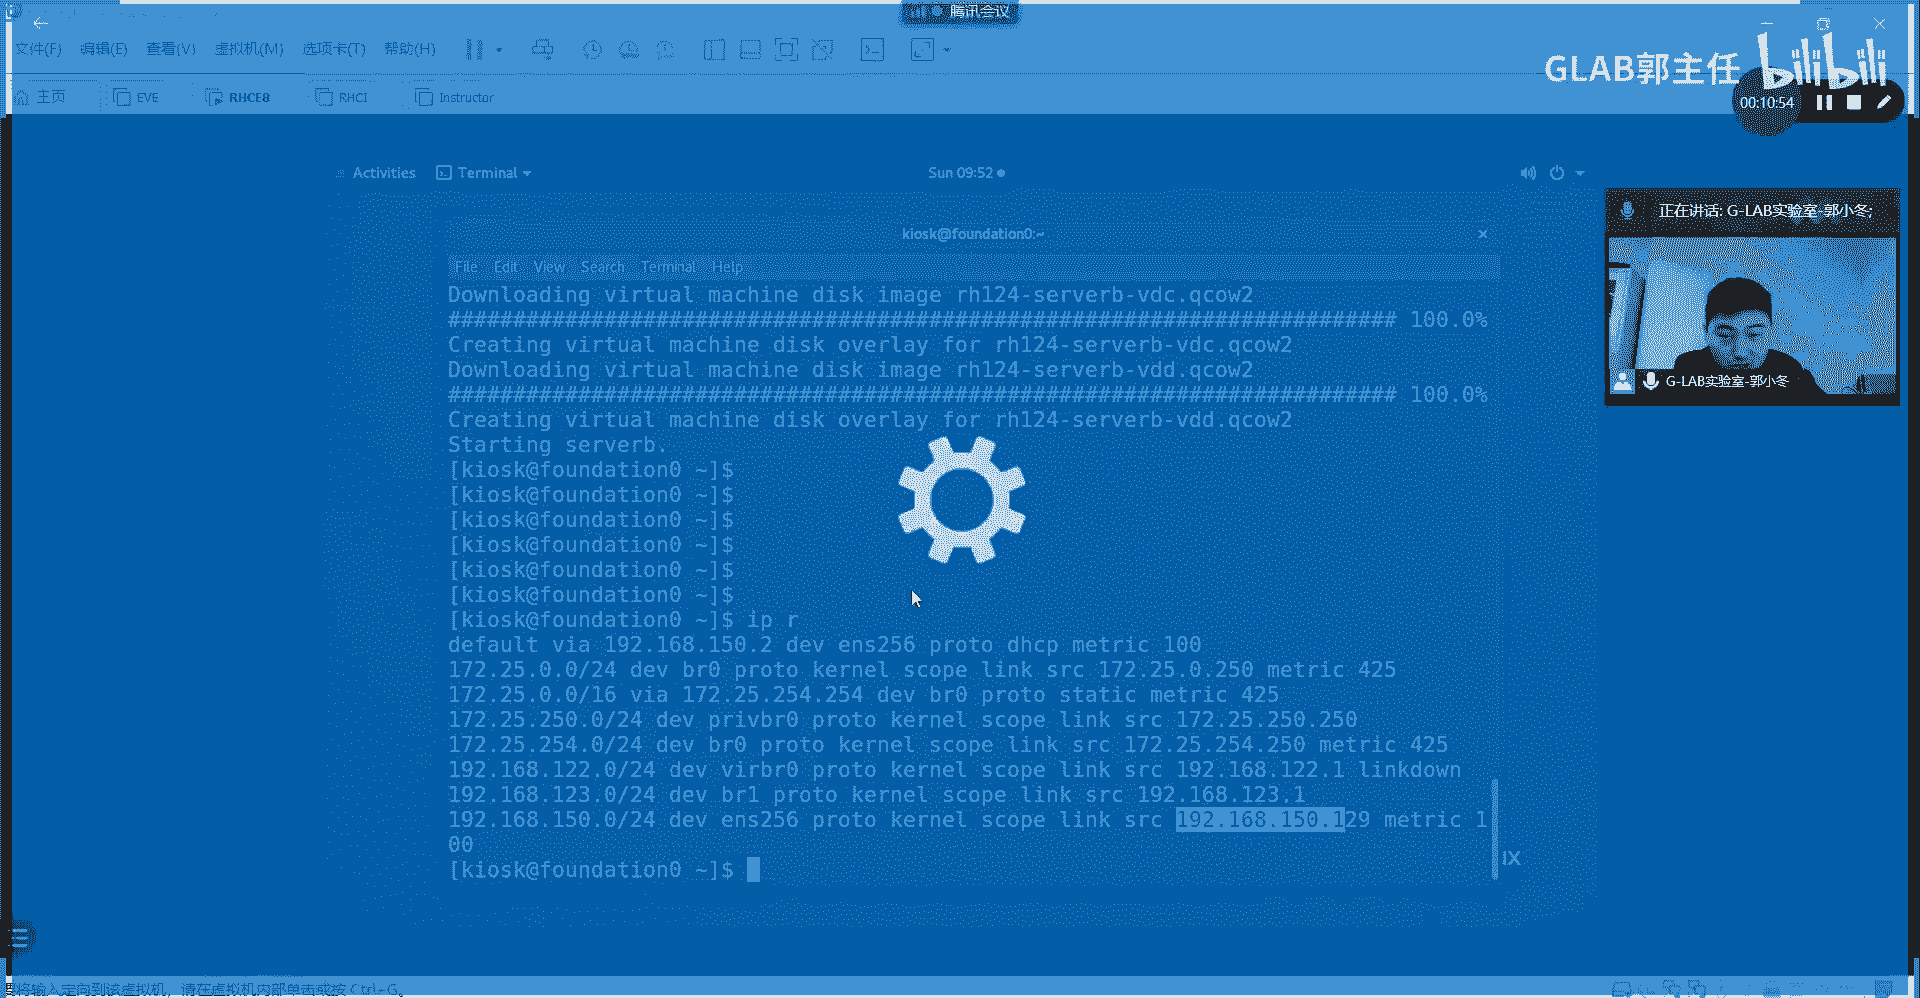 腾讯会议
文件(F) 编辑(E) 查看(V) 虚拟机(M) 选项卡(T) 帮助(H)
GLAB郭主任 bilibili
主页 EVE RHCE8 RHCI Instructor
00:10:54
Activities Terminal Sun 09:52
正在讲话: G-LAB实验室-郭小冬;
kiosk@foundation0:~
File Edit View Search Terminal Help
Downloading virtual machine disk image rh124-serverb-vdc.qcow2
######################################################################### 100.0%
Creating virtual machine disk overlay for rh124-serverb-vdc.qcow2
Downloading virtual machine disk image rh124-serverb-vdd.qcow2
G-LAB实验室-郭小冬
######################################################################### 100.0%
Creating virtual machine disk overlay for rh124-serverb-vdd.qcow2
Starting serverb.
[kiosk@foundation0 ~]$
[kiosk@foundation0 ~]$
[kiosk@foundation0 ~]$
[kiosk@foundation0 ~]$
[kiosk@foundation0 ~]$
[kiosk@foundation0 ~]$
[kiosk@foundation0 ~]$ ip r
default via 192.168.150.2 dev ens256 proto dhcp metric 100
172.25.0.0/24 dev br0 proto kernel scope link src 172.25.0.250 metric 425
172.25.0.0/16 via 172.25.254.254 dev br0 proto static metric 425
172.25.250.0/24 dev privbr0 proto kernel scope link src 172.25.250.250
172.25.254.0/24 dev br0 proto kernel scope link src 172.25.254.250 metric 425
192.168.122.0/24 dev virbr0 proto kernel scope link src 192.168.122.1 linkdown
192.168.123.0/24 dev br1 proto kernel scope link src 192.168.123.1
192.168.150.0/24 dev ens256 proto kernel scope link src 192.168.150.129 metric 1
00
[kiosk@foundation0 ~]$
要将输入定向到该虚拟机，请在虚拟机内部单击或按 Ctrl+G。